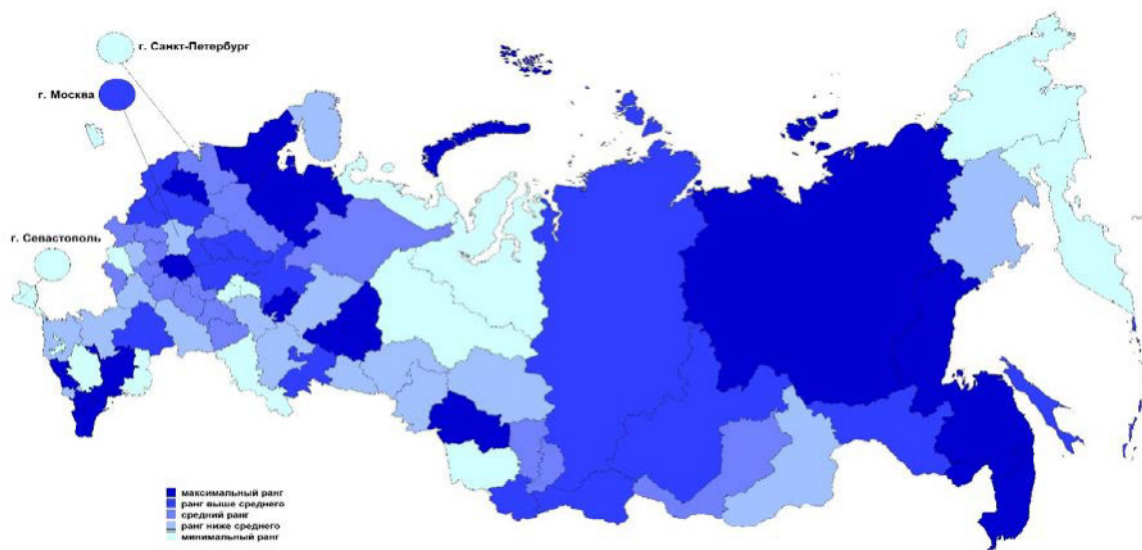 г. Санкт-Петербург
г. Москва
г. Севастополь
максимальный ранг
ранг выше среднего
средний ранг
ранг ниже среднего
минимальный ранг